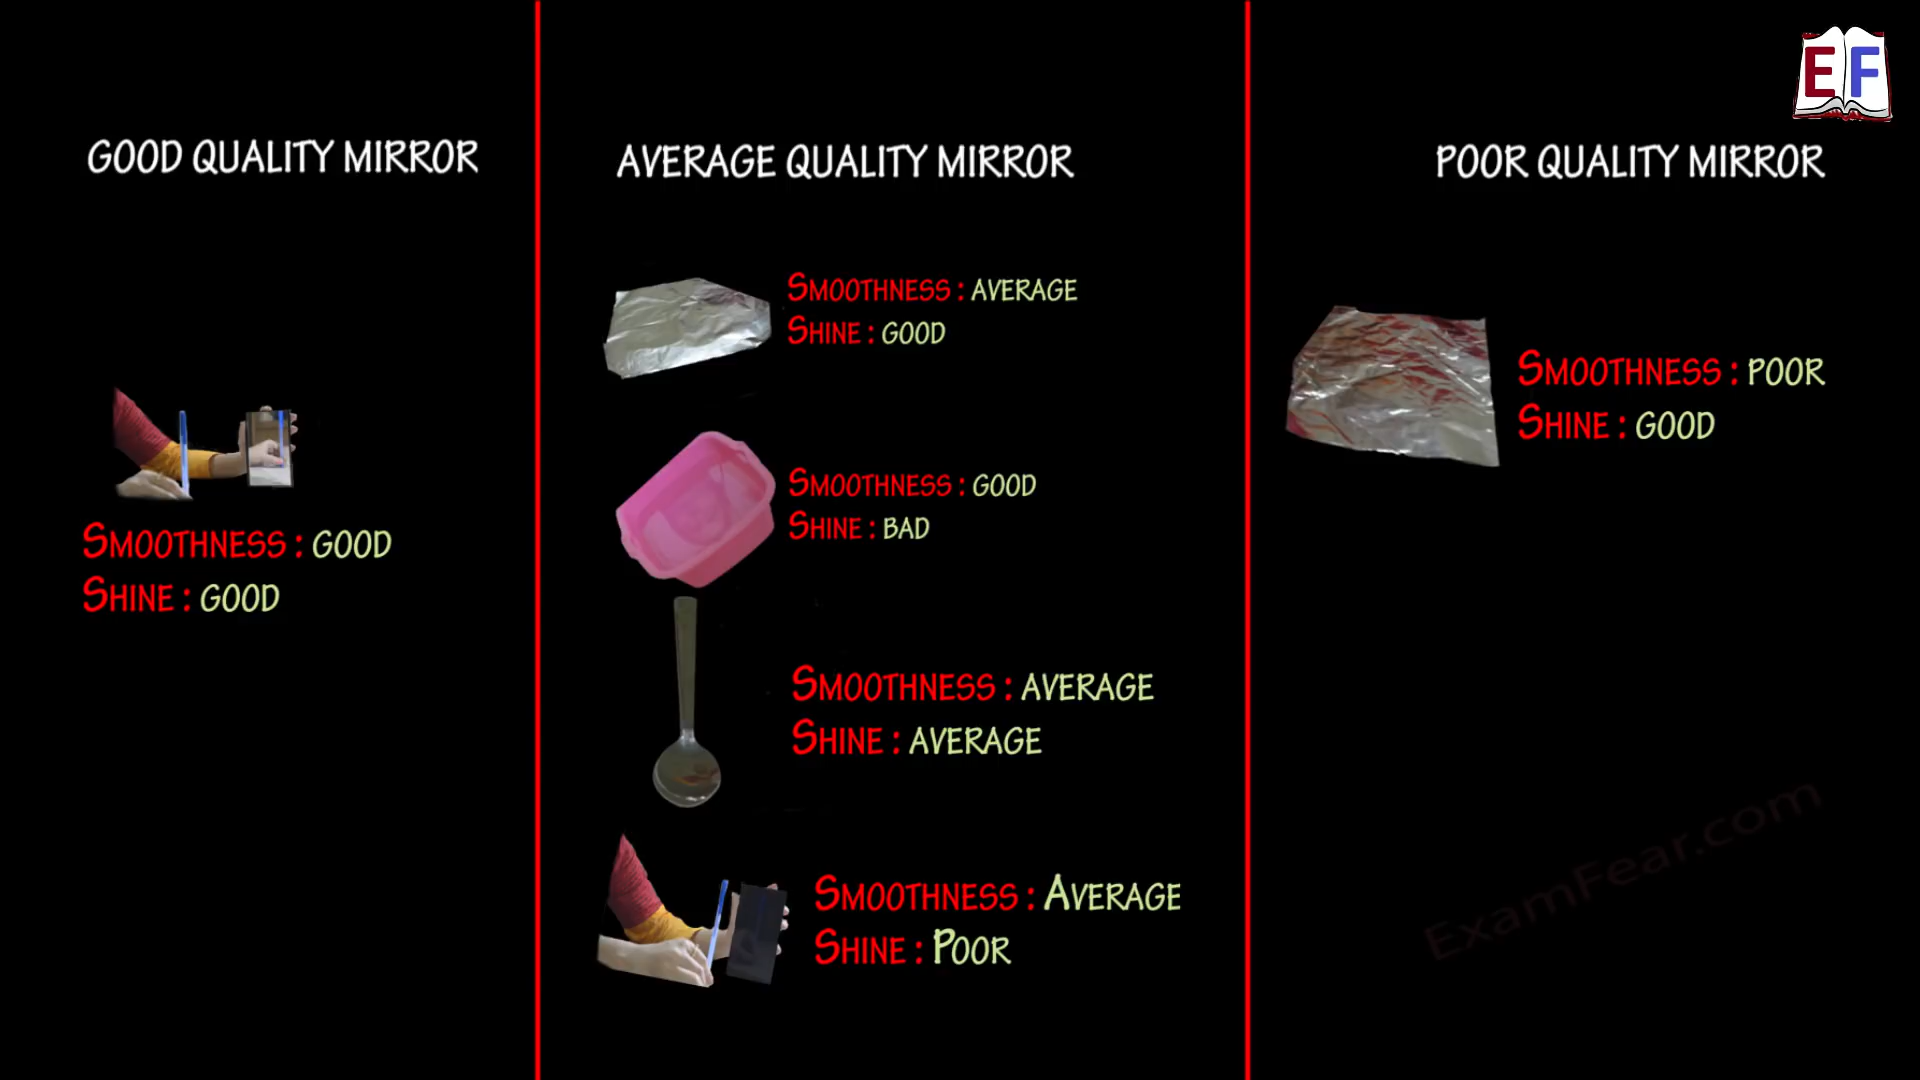 EF
GOOD QUALITY MIRROR
SMOOTHNESS : GOOD
SHINE : GOOD
AVERAGE QUALITY MIRROR
SMOOTHNESS : AVERAGE
SHINE : GOOD
SMOOTHNESS : GOOD
SHINE : BAD
SMOOTHNESS : AVERAGE
SHINE : AVERAGE
SMOOTHNESS : AVERAGE
SHINE : POOR
POOR QUALITY MIRROR
SMOOTHNESS : POOR
SHINE : GOOD
ExamFear.com